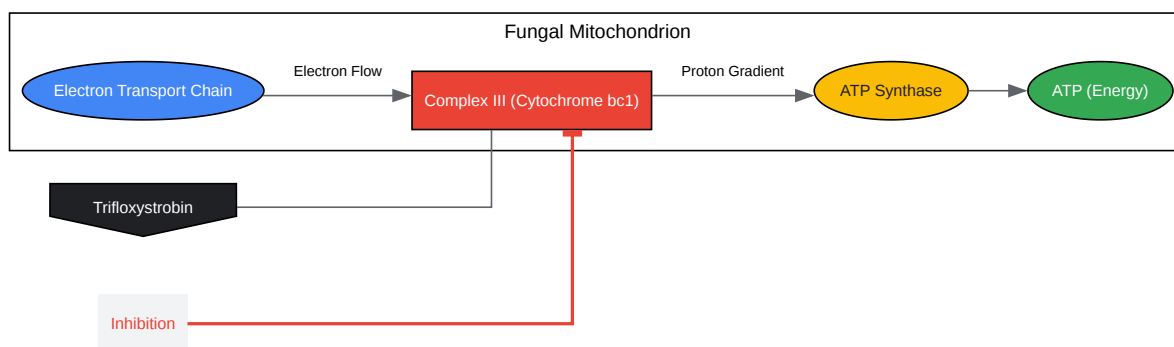 Fungal Mitochondrion
Electron Transport Chain
Electron Flow
Complex III (Cytochrome bc1)
Proton Gradient
ATP Synthase
ATP (Energy)
Trifloxystrobin
Inhibition